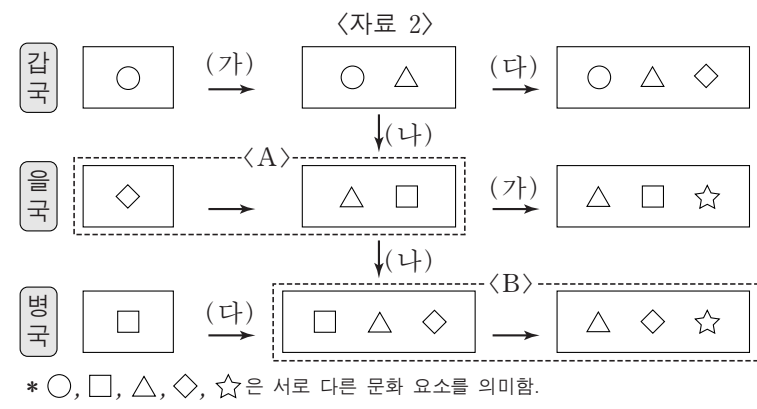 〈자료 2〉
갑국 (가) (다)
(나)
〈A〉
을국 (가)
(나)
〈B〉
병국 (다)
* ○, □, △, ◇, ☆은 서로 다른 문화 요소를 의미함.